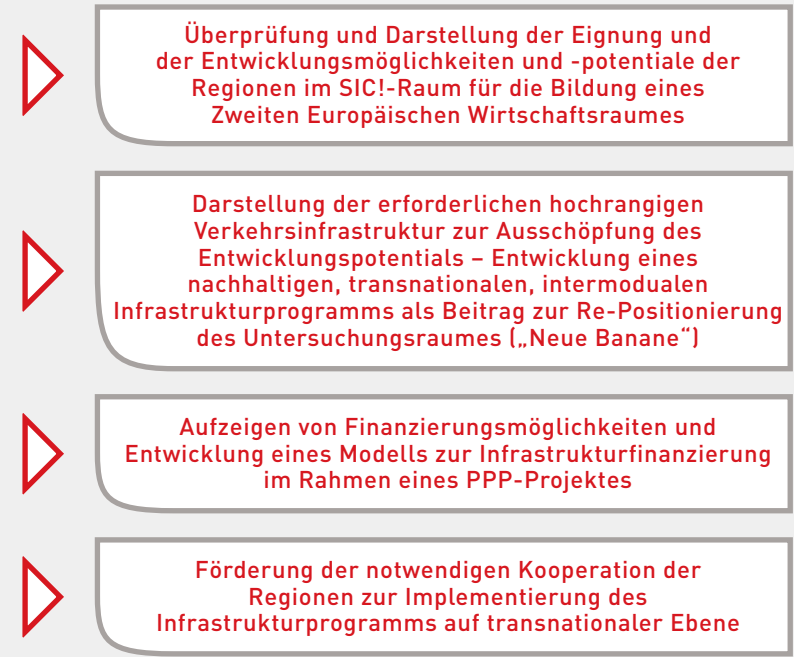 Überprüfung und Darstellung der Eignung und
der Entwicklungsmöglichkeiten und -potentiale der
Regionen im SIC!-Raum für die Bildung eines
Zweiten Europäischen Wirtschaftsraumes
Darstellung der erforderlichen hochrangigen
Verkehrsinfrastruktur zur Ausschöpfung des
Entwicklungspotentials – Entwicklung eines
nachhaltigen, transnationalen, intermodualen
Infrastrukturprogramms als Beitrag zur Re-Positionierung
des Untersuchungsraumes („Neue Banane“)
Aufzeigen von Finanzierungsmöglichkeiten und
Entwicklung eines Modells zur Infrastrukturfinanzierung
im Rahmen eines PPP-Projektes
Förderung der notwendigen Kooperation der
Regionen zur Implementierung des
Infrastrukturprogramms auf transnationaler Ebene